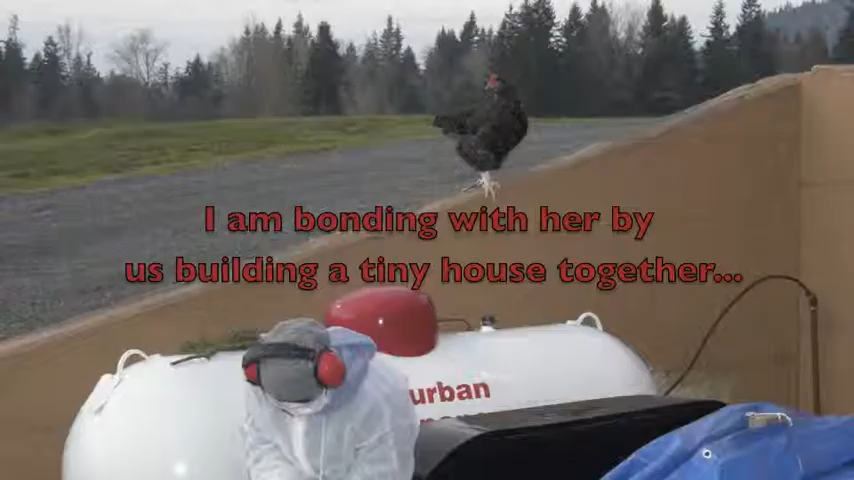 I am bonding with her by
us building a tiny house together...
urban